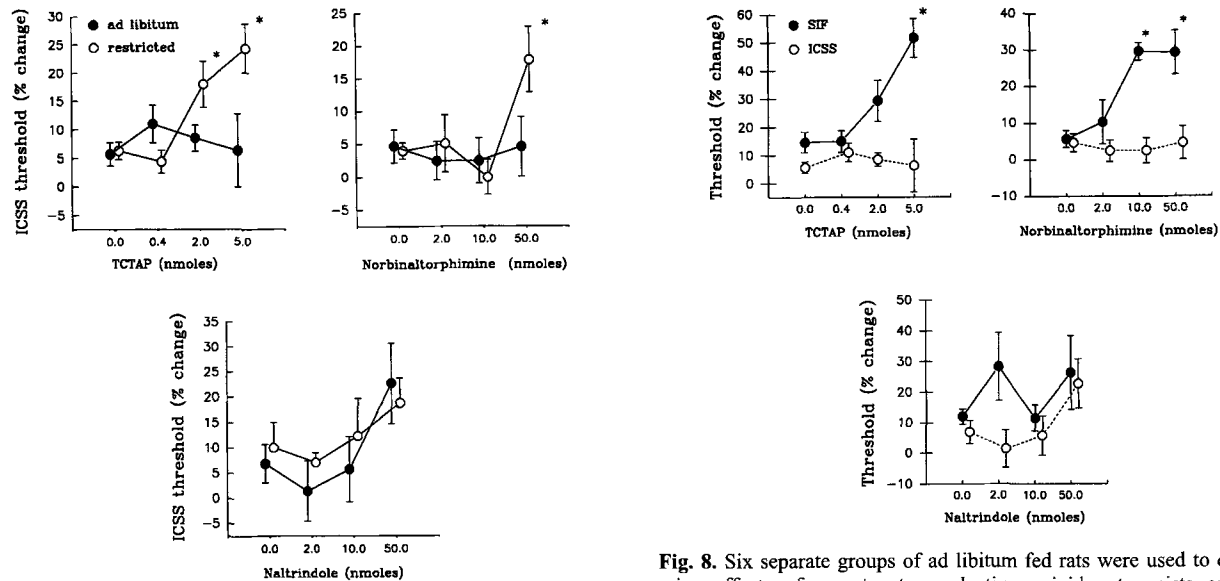 ICSS threshold (% change)
30
25
20
15
10
5
0
−5
● ad libitum
○ restricted
*
*
0.0 0.4 2.0 5.0
TCTAP (nmoles)
25
20
15
10
5
0
−5
*
0.0 2.0 10.0 50.0
Norbinaltorphimine (nmoles)
ICSS threshold (% change)
35
30
25
20
15
10
5
0
−5
0.0 2.0 10.0 50.0
Naltrindole (nmoles)
Threshold (% change)
60
50
40
30
20
10
0
● SIF
○ ICSS
*
0.0 0.4 2.0 5.0
TCTAP (nmoles)
40
30
20
10
0
−10
*
*
0.0 2.0 10.0 50.0
Norbinaltorphimine (nmoles)
Threshold (% change)
50
40
30
20
10
0
−10
0.0 2.0 10.0 50.0
Naltrindole (nmoles)
Fig. 8. Six separate groups of ad libitum fed rats were used to